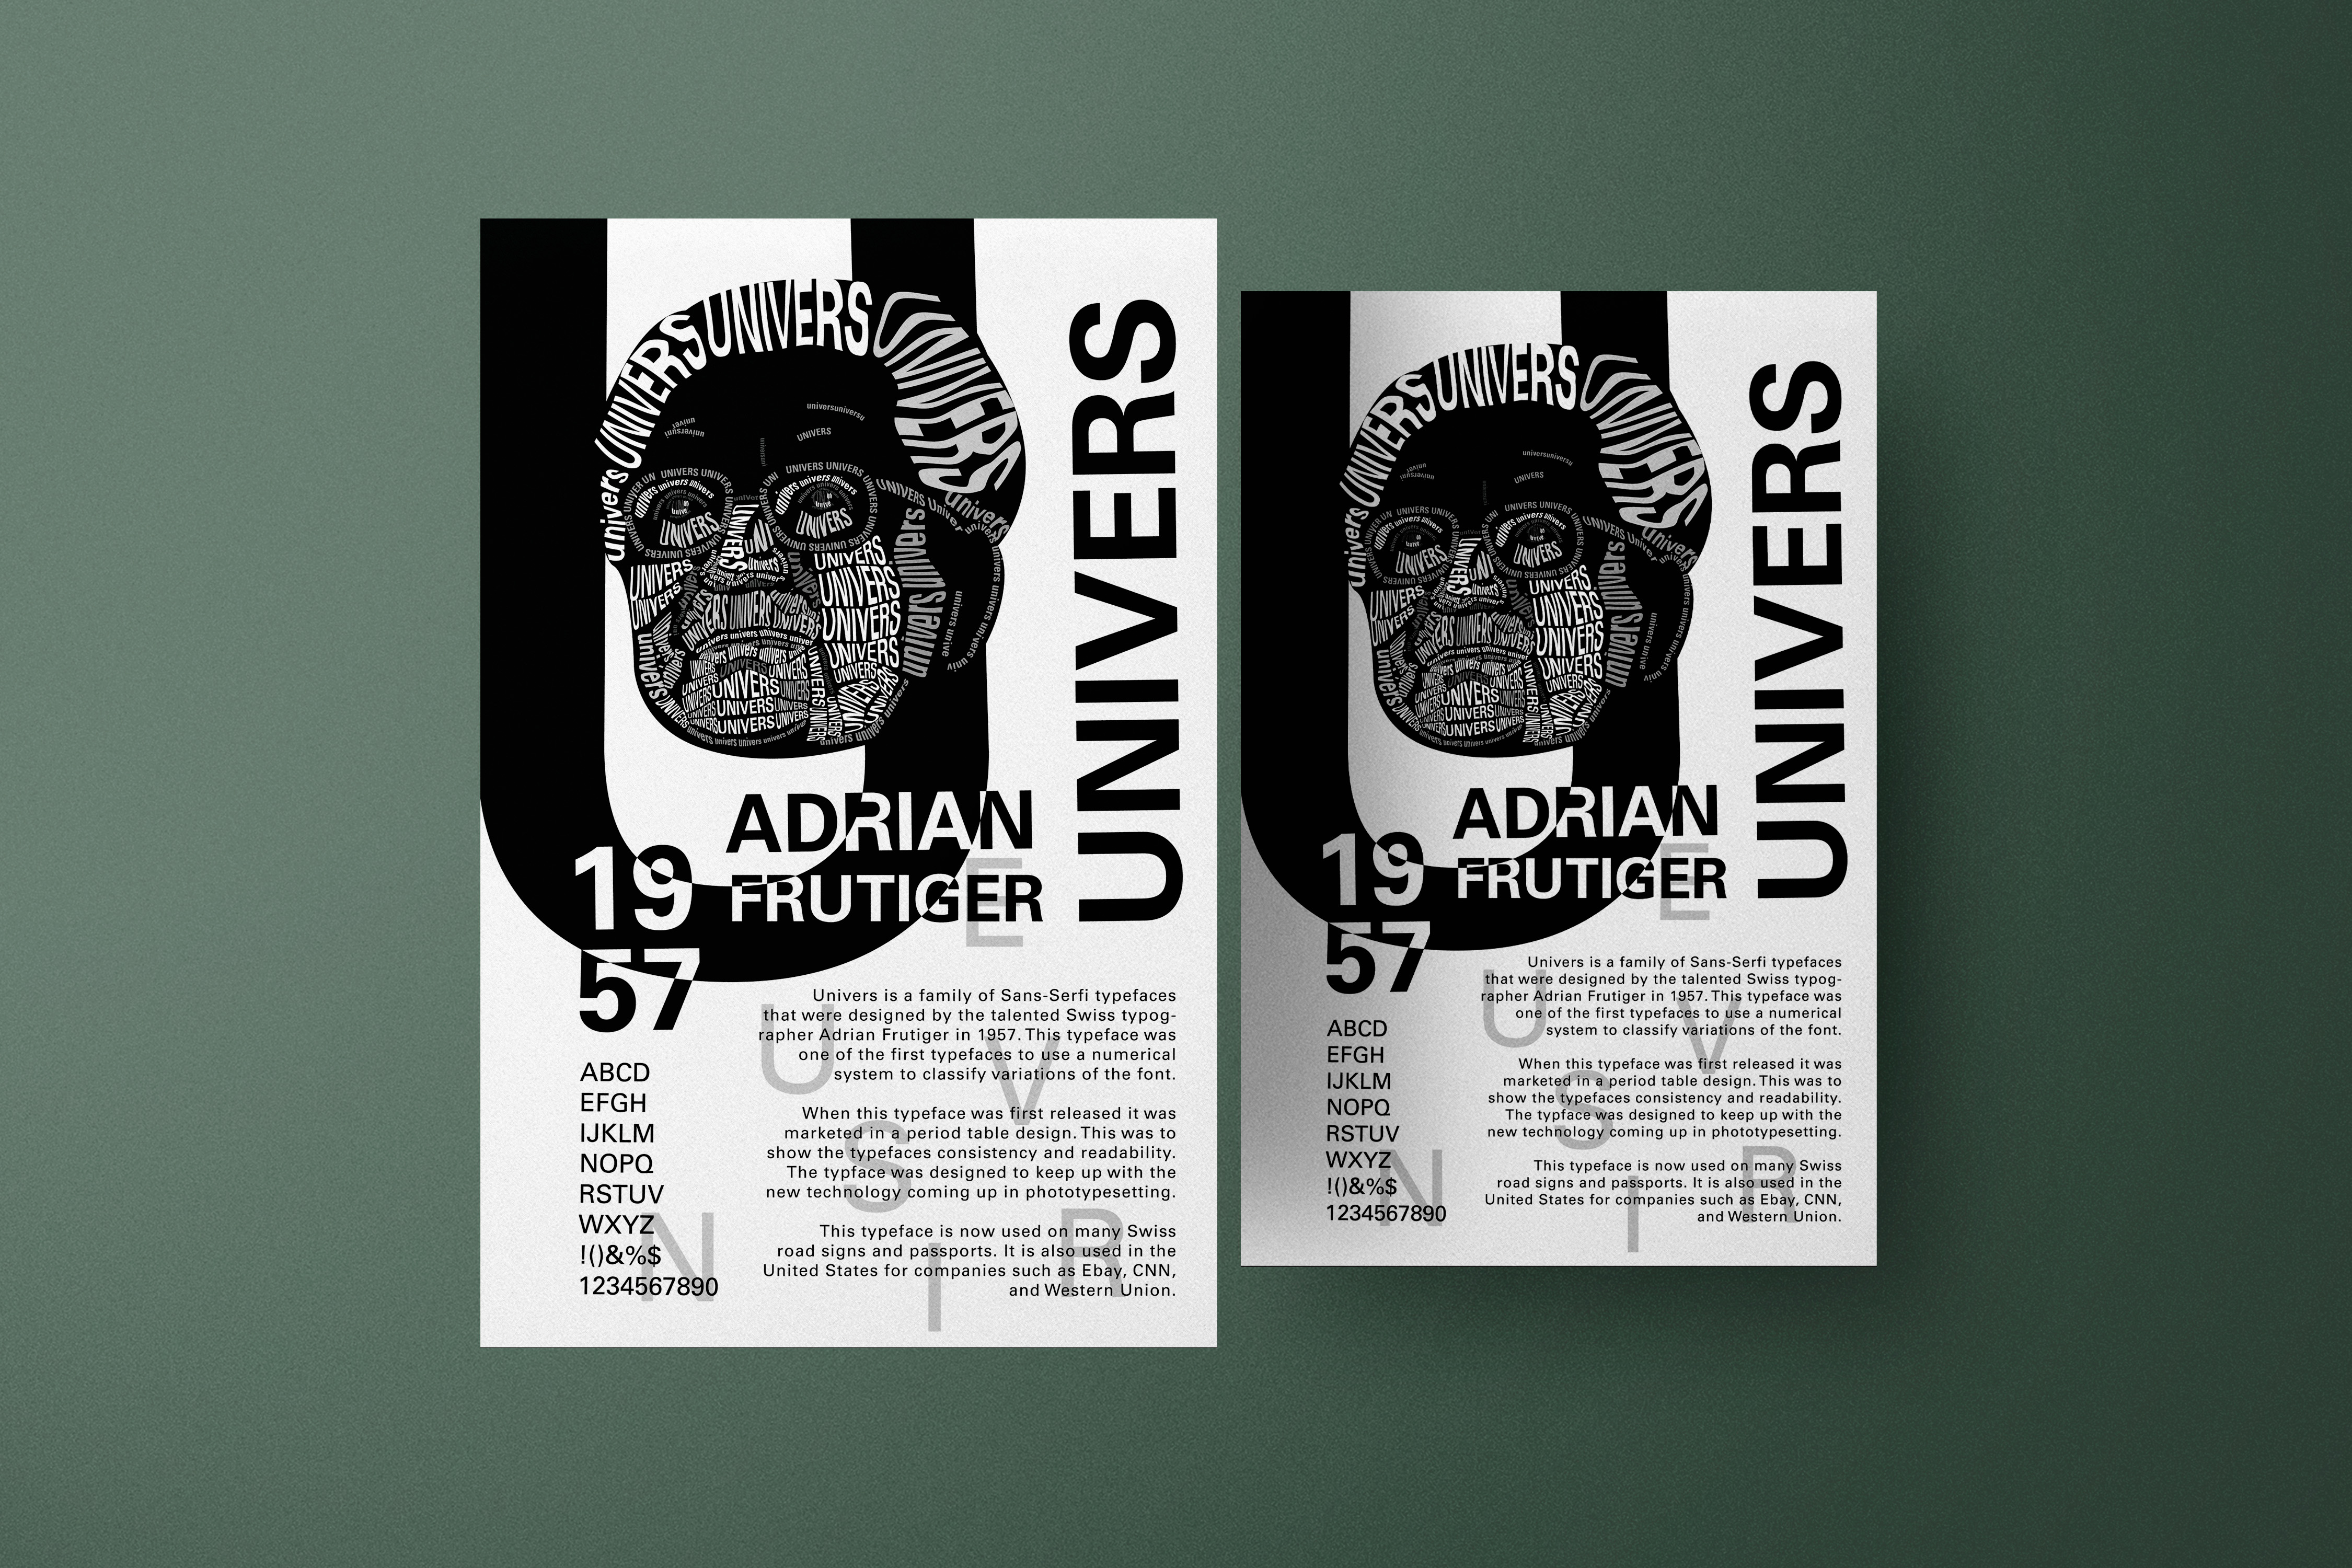 UNIVERS
UNIVERS
UNIVERS
UNIVERS
ADRIAN
FRUTIGER
19
57
ABCD
EFGH
IJKLM
NOPQ
RSTUV
WXYZ
!()&%$
1234567890
Univers is a family of Sans-Serfi typefaces
that were designed by the talented Swiss typog-
rapher Adrian Frutiger in 1957. This typeface was
one of the first typefaces to use a numerical
system to classify variations of the font.
When this typeface was first released it was
marketed in a period table design. This was to
show the typefaces consistency and readability.
The typface was designed to keep up with the
new technology coming up in phototypesetting.
This typeface is now used on many Swiss
road signs and passports. It is also used in the
United States for companies such as Ebay, CNN,
and Western Union.
E
U
V
S
N
R
I
UNIVERS
UNIVERS
UNIVERS
UNIVERS
ADRIAN
FRUTIGER
19
57
ABCD
EFGH
IJKLM
NOPQ
RSTUV
WXYZ
!()&%$
1234567890
Univers is a family of Sans-Serfi typefaces
that were designed by the talented Swiss typog-
rapher Adrian Frutiger in 1957. This typeface was
one of the first typefaces to use a numerical
system to classify variations of the font.
When this typeface was first released it was
marketed in a period table design. This was to
show the typefaces consistency and readability.
The typface was designed to keep up with the
new technology coming up in phototypesetting.
This typeface is now used on many Swiss
road signs and passports. It is also used in the
United States for companies such as Ebay, CNN,
and Western Union.
E
U
V
S
N
R
I